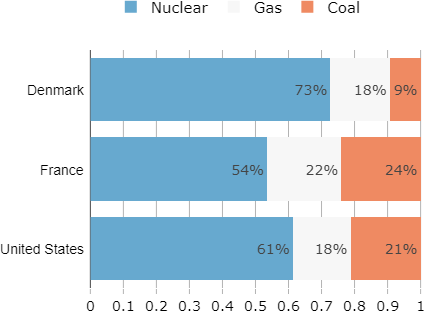 Nuclear Gas Coal
Denmark 73% 18% 9%
France 54% 22% 24%
United States 61% 18% 21%
0 0.1 0.2 0.3 0.4 0.5 0.6 0.7 0.8 0.9 1